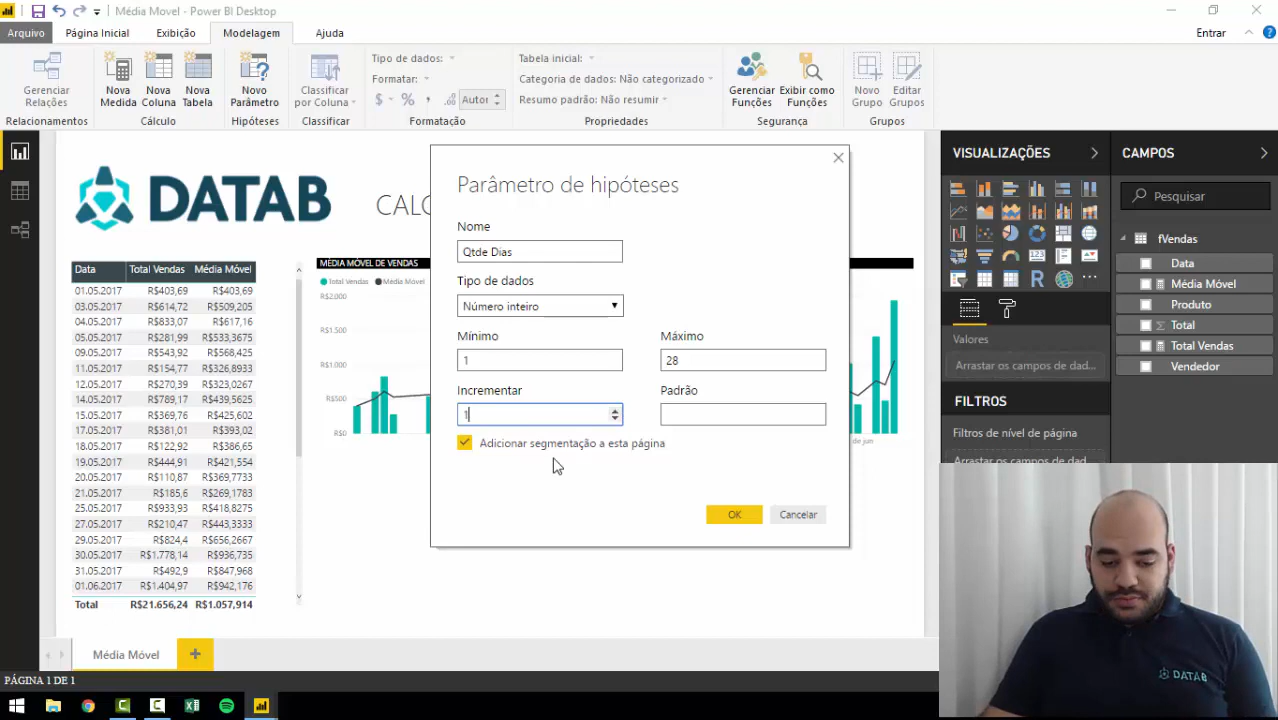 Média Movel - Power BI Desktop
Arquivo Página Inicial Exibição Modelagem Ajuda Entrar
Gerenciar Relações
Nova Medida
Nova Coluna
Nova Tabela
Novo Parâmetro
Classificar por Coluna
Tipo de dados:
Formatar:
$ % , Autor
Tabela inicial:
Categoria de dados: Não categorizado
Resumo padrão: Não resumir
Gerenciar Funções
Exibir como Funções
Novo Grupo
Editar Grupos
Relacionamentos Cálculo Hipóteses Classificar Formatação Propriedades Segurança Grupos
DATAB
CALC
Data Total Vendas Média Móvel
01.05.2017 R$403,69 R$403,69
03.05.2017 R$614,72 R$509,205
04.05.2017 R$833,07 R$617,16
05.05.2017 R$281,99 R$533,3675
09.05.2017 R$543,92 R$568,425
11.05.2017 R$154,77 R$326,8933
12.05.2017 R$270,39 R$323,0267
14.05.2017 R$789,17 R$439,5625
15.05.2017 R$369,76 R$425,602
17.05.2017 R$381,01 R$393,02
18.05.2017 R$122,92 R$386,65
19.05.2017 R$444,91 R$421,554
20.05.2017 R$110,87 R$369,7733
21.05.2017 R$185,6 R$269,1783
25.05.2017 R$933,93 R$418,8275
27.05.2017 R$210,47 R$443,3333
29.05.2017 R$824,4 R$656,2667
30.05.2017 R$1.778,14 R$936,735
31.05.2017 R$492,9 R$847,968
01.06.2017 R$1.404,97 R$942,176
Total R$21.656,24 R$1.057,914
MÉDIA MÓVEL DE VENDAS
Total Vendas Média Móvel
R$2.000
R$1.500
R$1.000
R$500
R$0
de jun
Parâmetro de hipóteses
Nome
Qtde Dias
Tipo de dados
Número inteiro
Mínimo Máximo
1 28
Incrementar Padrão
1
Adicionar segmentação a esta página
OK Cancelar
VISUALIZAÇÕES
R
Valores
Arrastar os campos de dado...
FILTROS
Filtros de nível de página
Arrastar os campos de dad...
CAMPOS
Pesquisar
fVendas
Data
Média Móvel
Produto
Total
Total Vendas
Vendedor
DATAB
Média Móvel
PÁGINA 1 DE 1